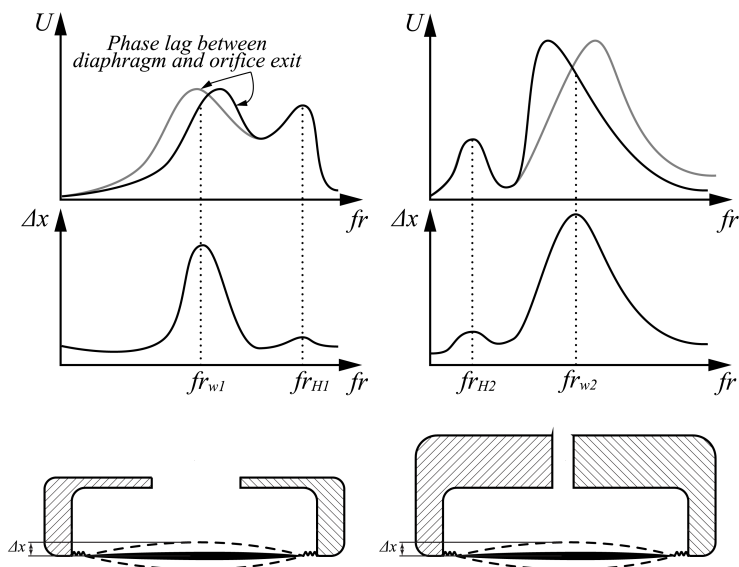 U
Phase lag between
diaphragm and orifice exit
fr
Δx
fr_w1
fr_H1
fr
U
fr
Δx
fr_H2
fr_w2
fr
Δx
Δx